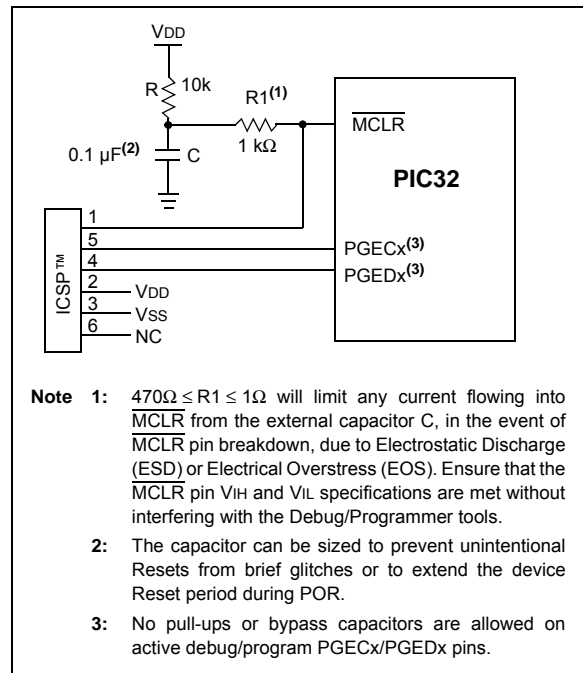 VDD
R 10k
R1(1)
0.1 µF(2) C
1 kΩ
MCLR
PIC32
1
5
4
2
3
6
ICSP™
PGECx(3)
PGEDx(3)
VDD
VSS
NC
Note 1: 470Ω ≤ R1 ≤ 1Ω will limit any current flowing into
MCLR from the external capacitor C, in the event of
MCLR pin breakdown, due to Electrostatic Discharge
(ESD) or Electrical Overstress (EOS). Ensure that the
MCLR pin VIH and VIL specifications are met without
interfering with the Debug/Programmer tools.
2: The capacitor can be sized to prevent unintentional
Resets from brief glitches or to extend the device
Reset period during POR.
3: No pull-ups or bypass capacitors are allowed on
active debug/program PGECx/PGEDx pins.